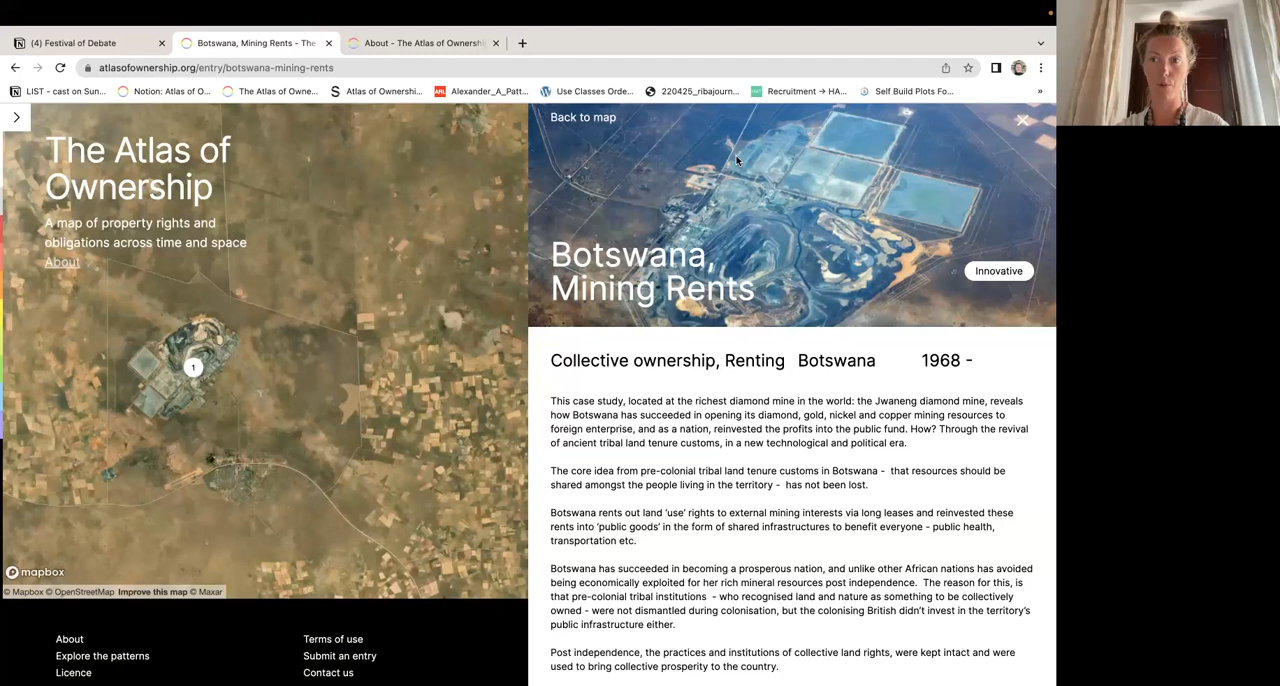 (4) Festival of Debate
Botswana, Mining Rents - The
About - The Atlas of Ownershi
atlasofownership.org/entry/botswana-mining-rents
LIST - cast on Sun...
Notion: Atlas of O...
The Atlas of Owne...
Atlas of Ownershi...
Alexander_A_Patt...
Use Classes Orde...
220425_ribajourn...
Recruitment → HA...
Self Build Plots Fo...
»
The Atlas of
Ownership
A map of property rights and
obligations across time and space
About
1
mapbox
© Mapbox © OpenStreetMap Improve this map © Maxar
Back to map
Botswana,
Mining Rents
Innovative
Collective ownership, Renting Botswana 1968 -
This case study, located at the richest diamond mine in the world: the Jwaneng diamond mine, reveals
how Botswana has succeeded in opening its diamond, gold, nickel and copper mining resources to
foreign enterprise, and as a nation, reinvested the profits into the public fund. How? Through the revival
of ancient tribal land tenure customs, in a new technological and political era.
The core idea from pre-colonial tribal land tenure customs in Botswana - that resources should be
shared amongst the people living in the territory - has not been lost.
Botswana rents out land ‘use’ rights to external mining interests via long leases and reinvested these
rents into ‘public goods’ in the form of shared infrastructures to benefit everyone - public health,
transportation etc.
Botswana has succeeded in becoming a prosperous nation, and unlike other African nations has avoided
being economically exploited for her rich mineral resources post independence. The reason for this, is
that pre-colonial tribal institutions - who recognised land and nature as something to be collectively
owned - were not dismantled during colonisation, but the colonising British didn’t invest in the territory’s
public infrastructure either.
Post independence, the practices and institutions of collective land rights, were kept intact and were
used to bring collective prosperity to the country.
About
Explore the patterns
Licence
Terms of use
Submit an entry
Contact us